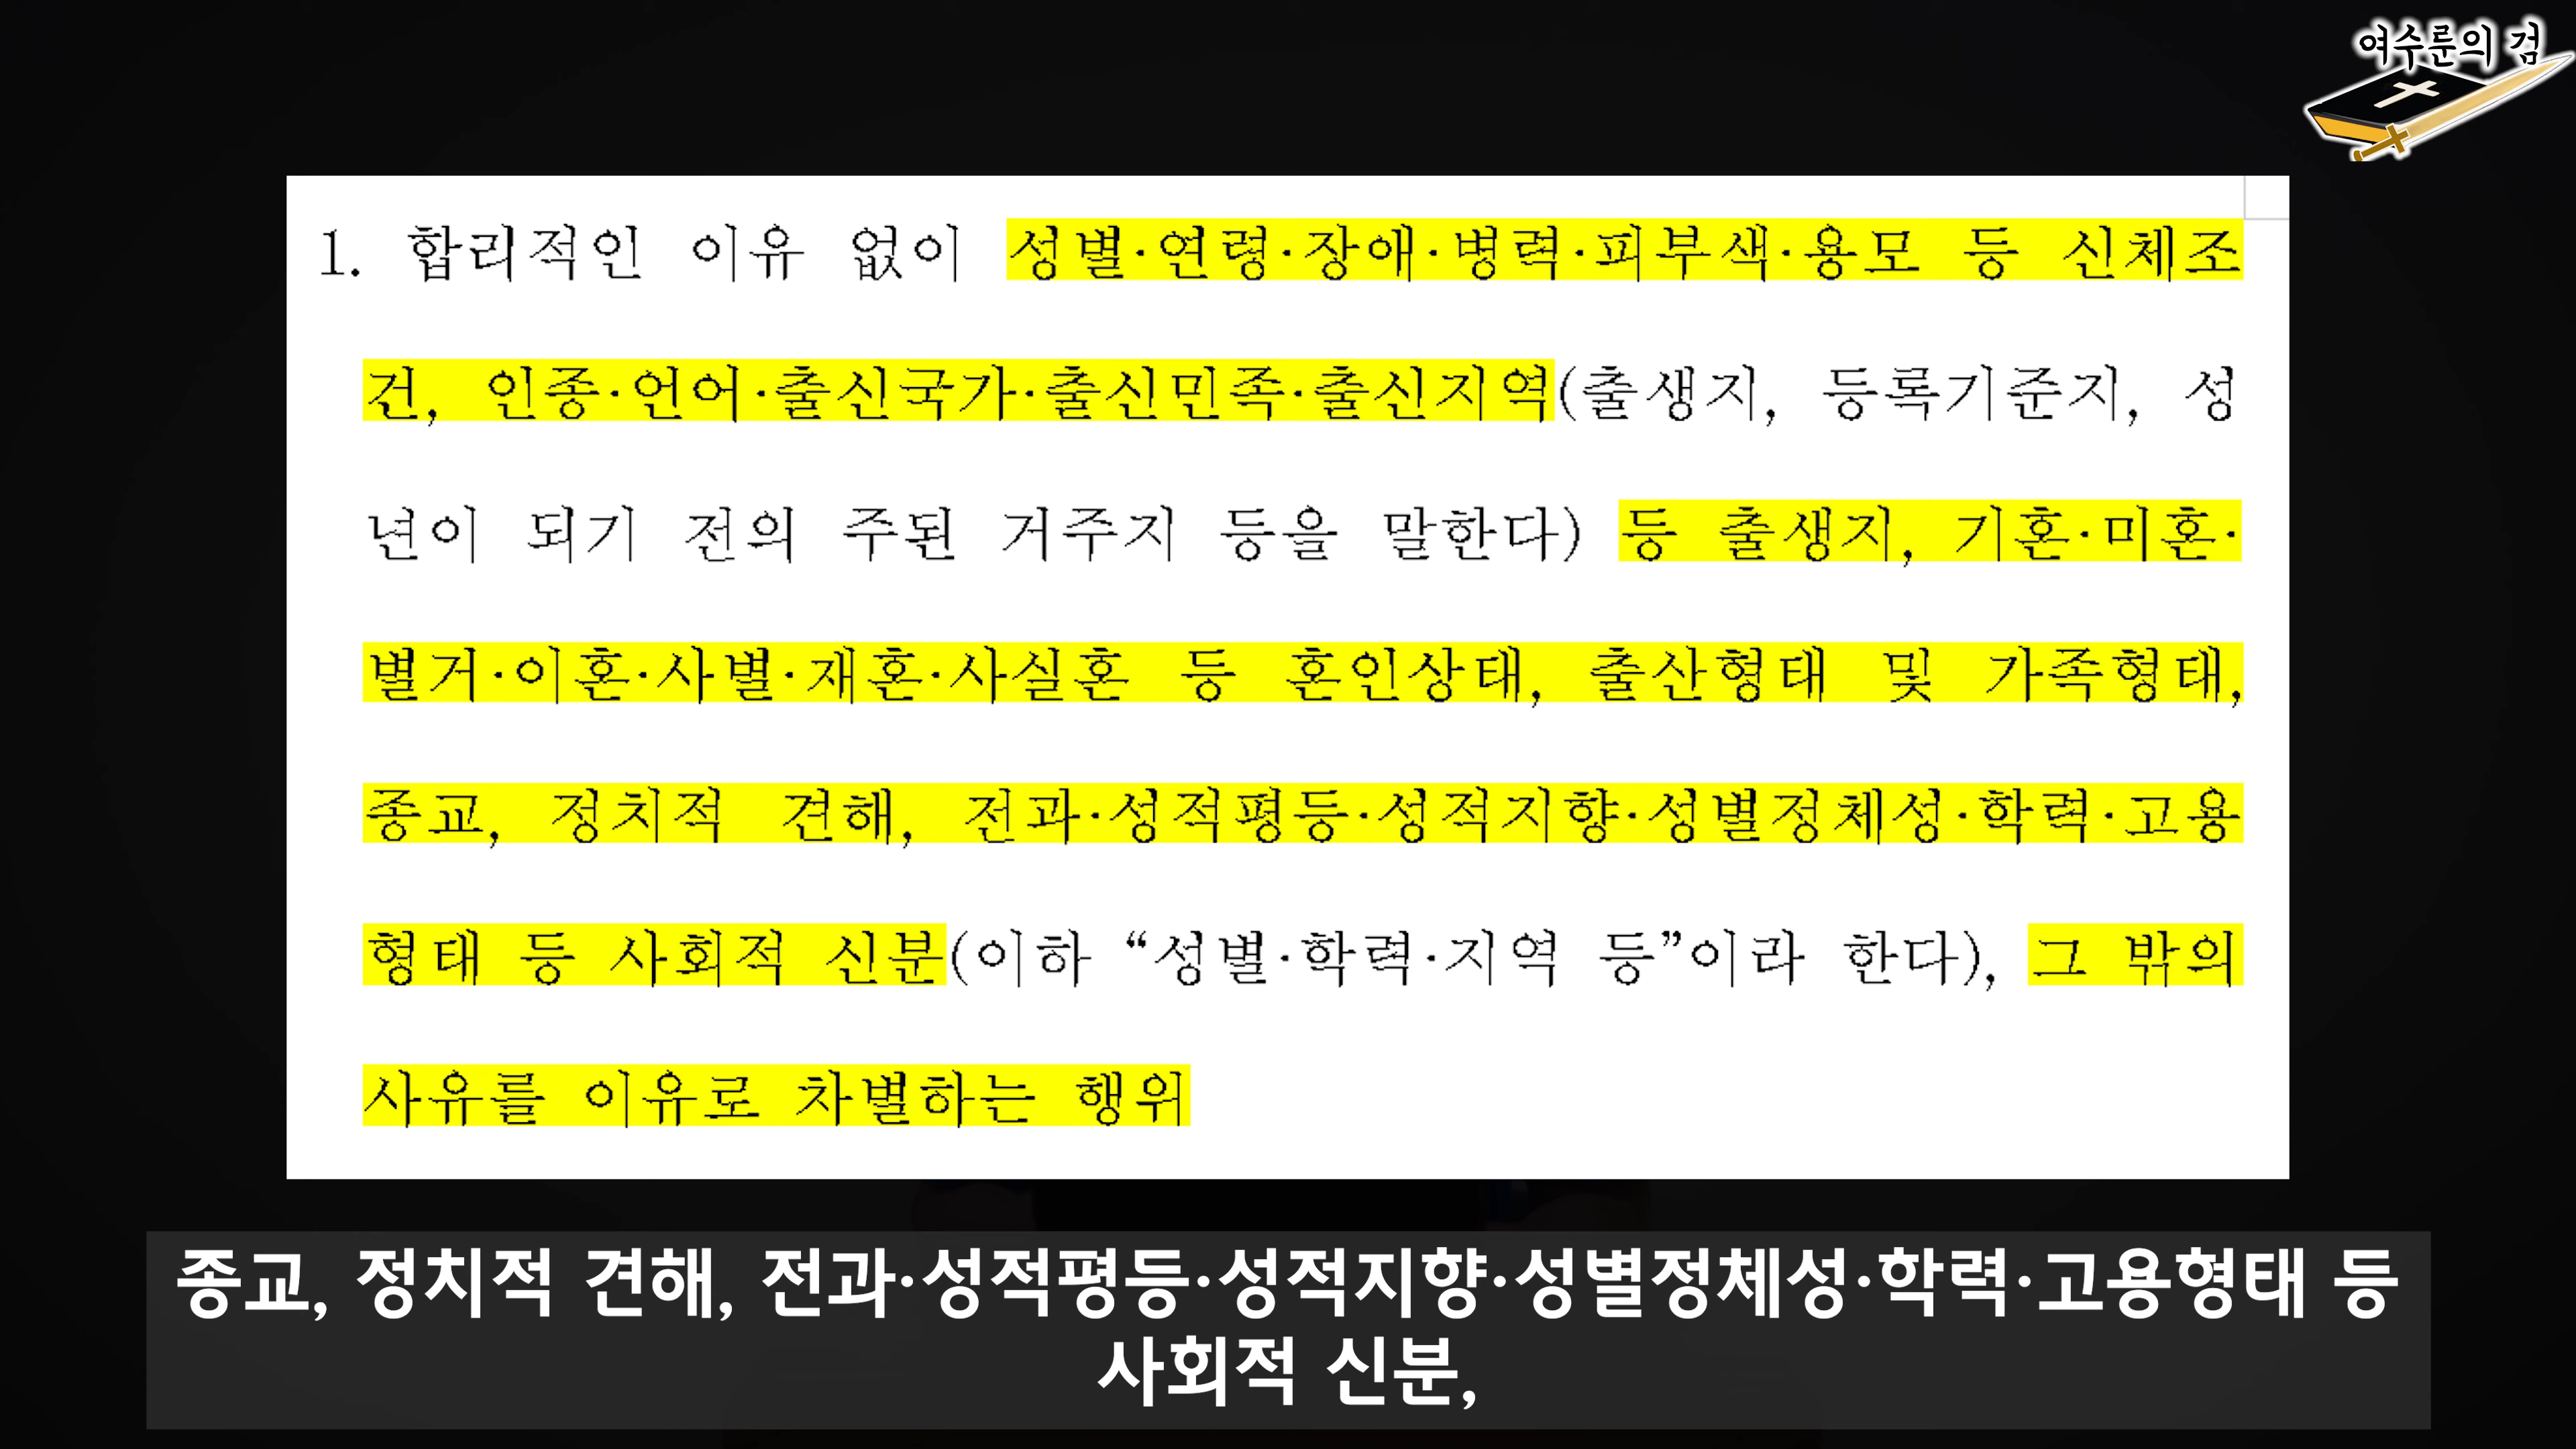 여수룬의 검
1. 합리적인 이유 없이 성별·연령·장애·병력·피부색·용모 등 신체조
건, 인종·언어·출신국가·출신민족·출신지역(출생지, 등록기준지, 성
년이 되기 전의 주된 거주지 등을 말한다) 등 출생지, 기혼·미혼·
별거·이혼·사별·재혼·사실혼 등 혼인상태, 출산형태 및 가족형태,
종교, 정치적 견해, 전과·성적평등·성적지향·성별정체성·학력·고용
형태 등 사회적 신분(이하 “성별·학력·지역 등”이라 한다), 그 밖의
사유를 이유로 차별하는 행위
종교, 정치적 견해, 전과·성적평등·성적지향·성별정체성·학력·고용형태 등
사회적 신분,